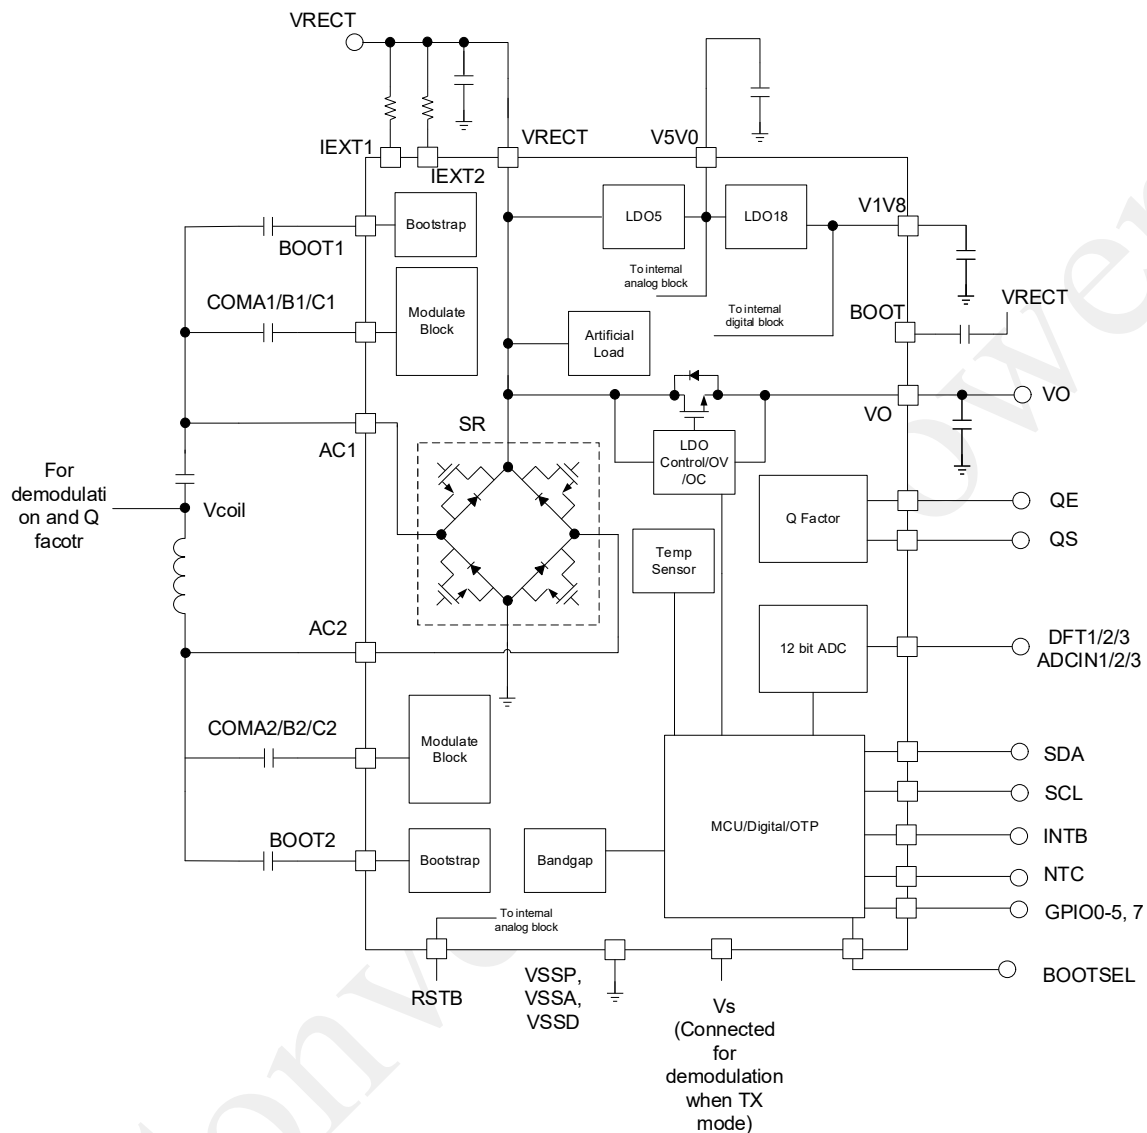 VRECT
IEXT1
IEXT2
VRECT
V5V0
BOOT1
Bootstrap
LDO5
LDO18
V1V8
To internal
analog block
To internal
digital block
COMA1/B1/C1
Modulate
Block
Artificial
Load
BOOT
VRECT
VO
VO
AC1
SR
LDO
Control/OV
/OC
For
demodulati
on and Q
facotr
Vcoil
Q Factor
QE
QS
Temp
Sensor
AC2
12 bit ADC
DFT1/2/3
ADCIN1/2/3
COMA2/B2/C2
Modulate
Block
MCU/Digital/OTP
SDA
SCL
INTB
NTC
GPIO0-5, 7
BOOT2
Bootstrap
Bandgap
To internal
analog block
RSTB
VSSP,
VSSA,
VSSD
Vs
(Connected
for
demodulation
when TX
mode)
BOOTSEL